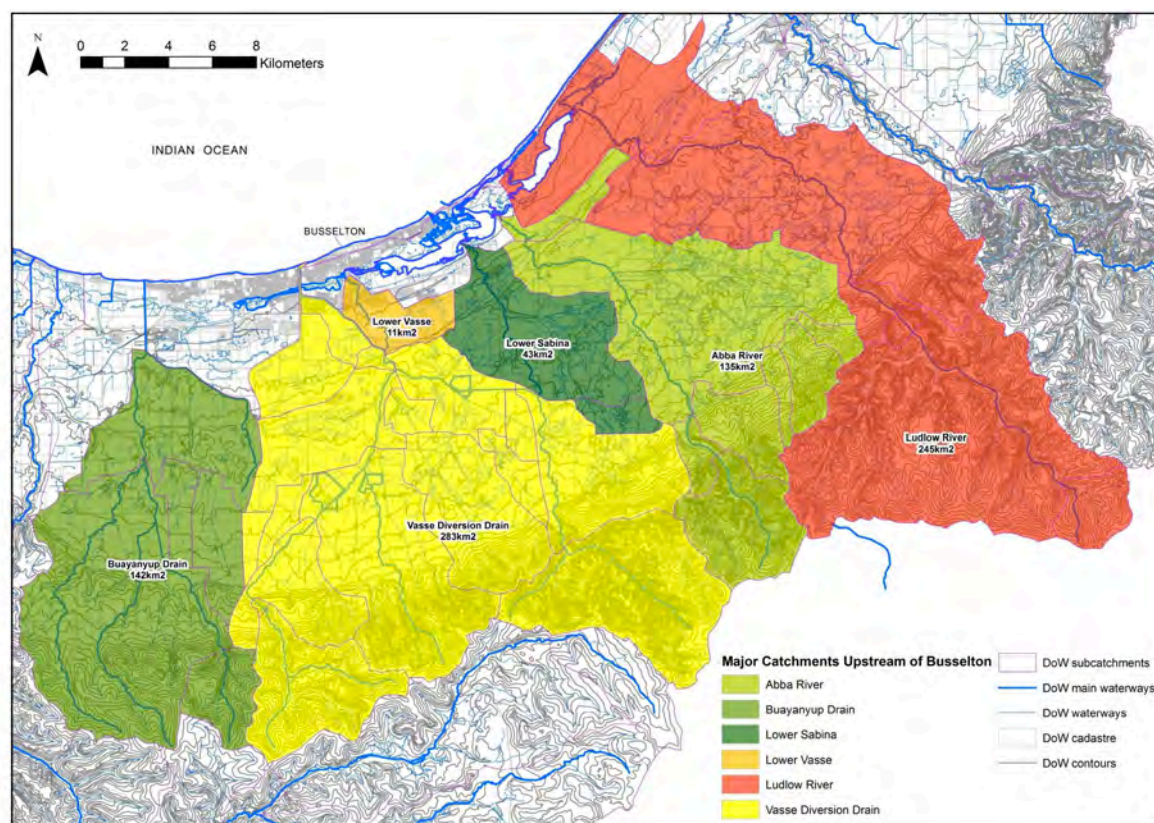 N
0 2 4 6 8
Kilometers
INDIAN OCEAN
BUSSELTON
Lower Vasse
11km2
Lower Sabina
43km2
Abba River
135km2
Ludlow River
245km2
Vasse Diversion Drain
283km2
Buayanyup Drain
142km2
Major Catchments Upstream of Busselton
Abba River
Buayanyup Drain
Lower Sabina
Lower Vasse
Ludlow River
Vasse Diversion Drain
DoW subcatchments
DoW main waterways
DoW waterways
DoW cadastre
DoW contours